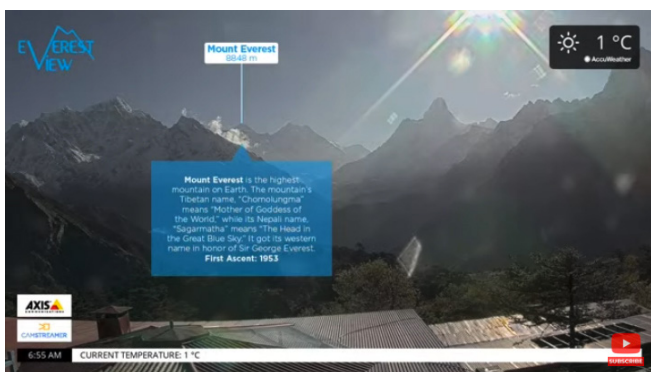 EVEREST
VIEW
Mount Everest
8848 m
1 °C
AccuWeather
Mount Everest is the highest
mountain on Earth. The mountain's
Tibetan name, "Chomolungma"
means "Mother of Goddess of
the World," while its Nepali name,
"Sagarmatha" means "The Head in
the Great Blue Sky." It got its western
name in honor of Sir George Everest.
First Ascent: 1953
AXIS
COMMUNICATIONS
CAMSTREAMER
SUBSCRIBE
6:55 AM CURRENT TEMPERATURE: 1 °C